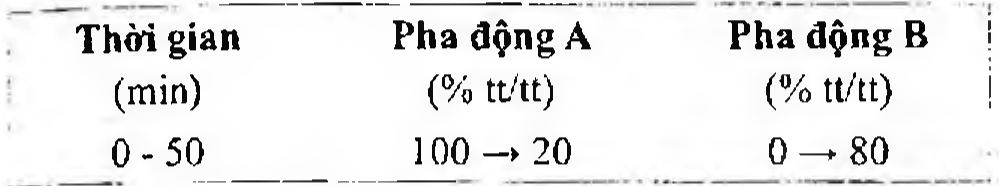 Thời gian Pha động A Pha động B
(min) (% tt/tt) (% tt/tt)
0 - 50 100 → 20 0 → 80